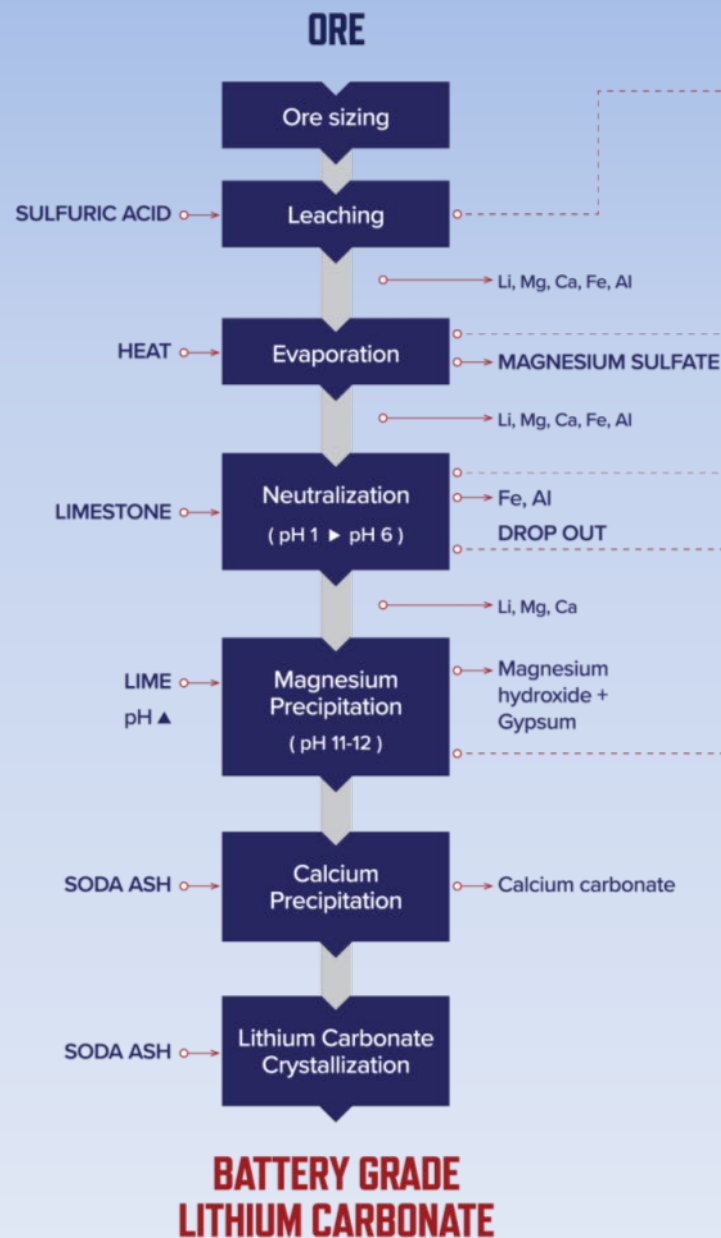 ORE
Ore sizing
SULFURIC ACID
Leaching
Li, Mg, Ca, Fe, Al
HEAT
Evaporation
MAGNESIUM SULFATE
Li, Mg, Ca, Fe, Al
LIMESTONE
Neutralization
( pH 1 ▶ pH 6 )
Fe, Al
DROP OUT
Li, Mg, Ca
LIME
pH ▲
Magnesium
Precipitation
( pH 11-12 )
Magnesium
hydroxide +
Gypsum
SODA ASH
Calcium
Precipitation
Calcium carbonate
SODA ASH
Lithium Carbonate
Crystallization
BATTERY GRADE
LITHIUM CARBONATE